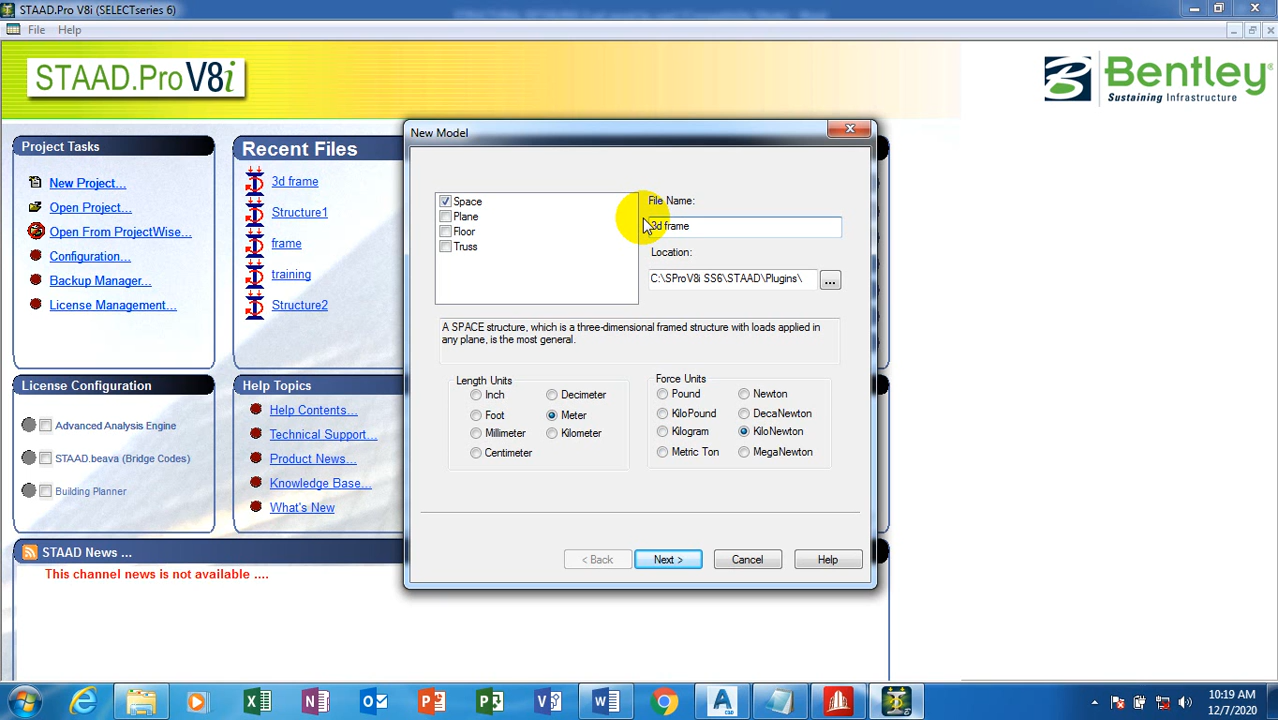 STAAD.Pro V8i (SELECTseries 6)
File Help
STAAD.Pro V8i
Bentley®
Sustaining Infrastructure
Project Tasks
New Project...
Open Project...
Open From ProjectWise...
Configuration...
Backup Manager...
License Management...
Recent Files
3d frame
Structure1
frame
training
Structure2
License Configuration
Advanced Analysis Engine
STAAD.beava (Bridge Codes)
Building Planner
Help Topics
Help Contents...
Technical Support...
Product News...
Knowledge Base...
What's New
STAAD News ...
This channel news is not available ....
New Model
Space
Plane
Floor
Truss
File Name:
3d frame
Location:
C:\SProV8i SS6\STAAD\Plugins\
...
A SPACE structure, which is a three-dimensional framed structure with loads applied in
any plane, is the most general.
Length Units
Inch Decimeter
Foot Meter
Millimeter Kilometer
Centimeter
Force Units
Pound Newton
KiloPound DecaNewton
Kilogram KiloNewton
Metric Ton MegaNewton
< Back Next > Cancel Help
10:19 AM
12/7/2020